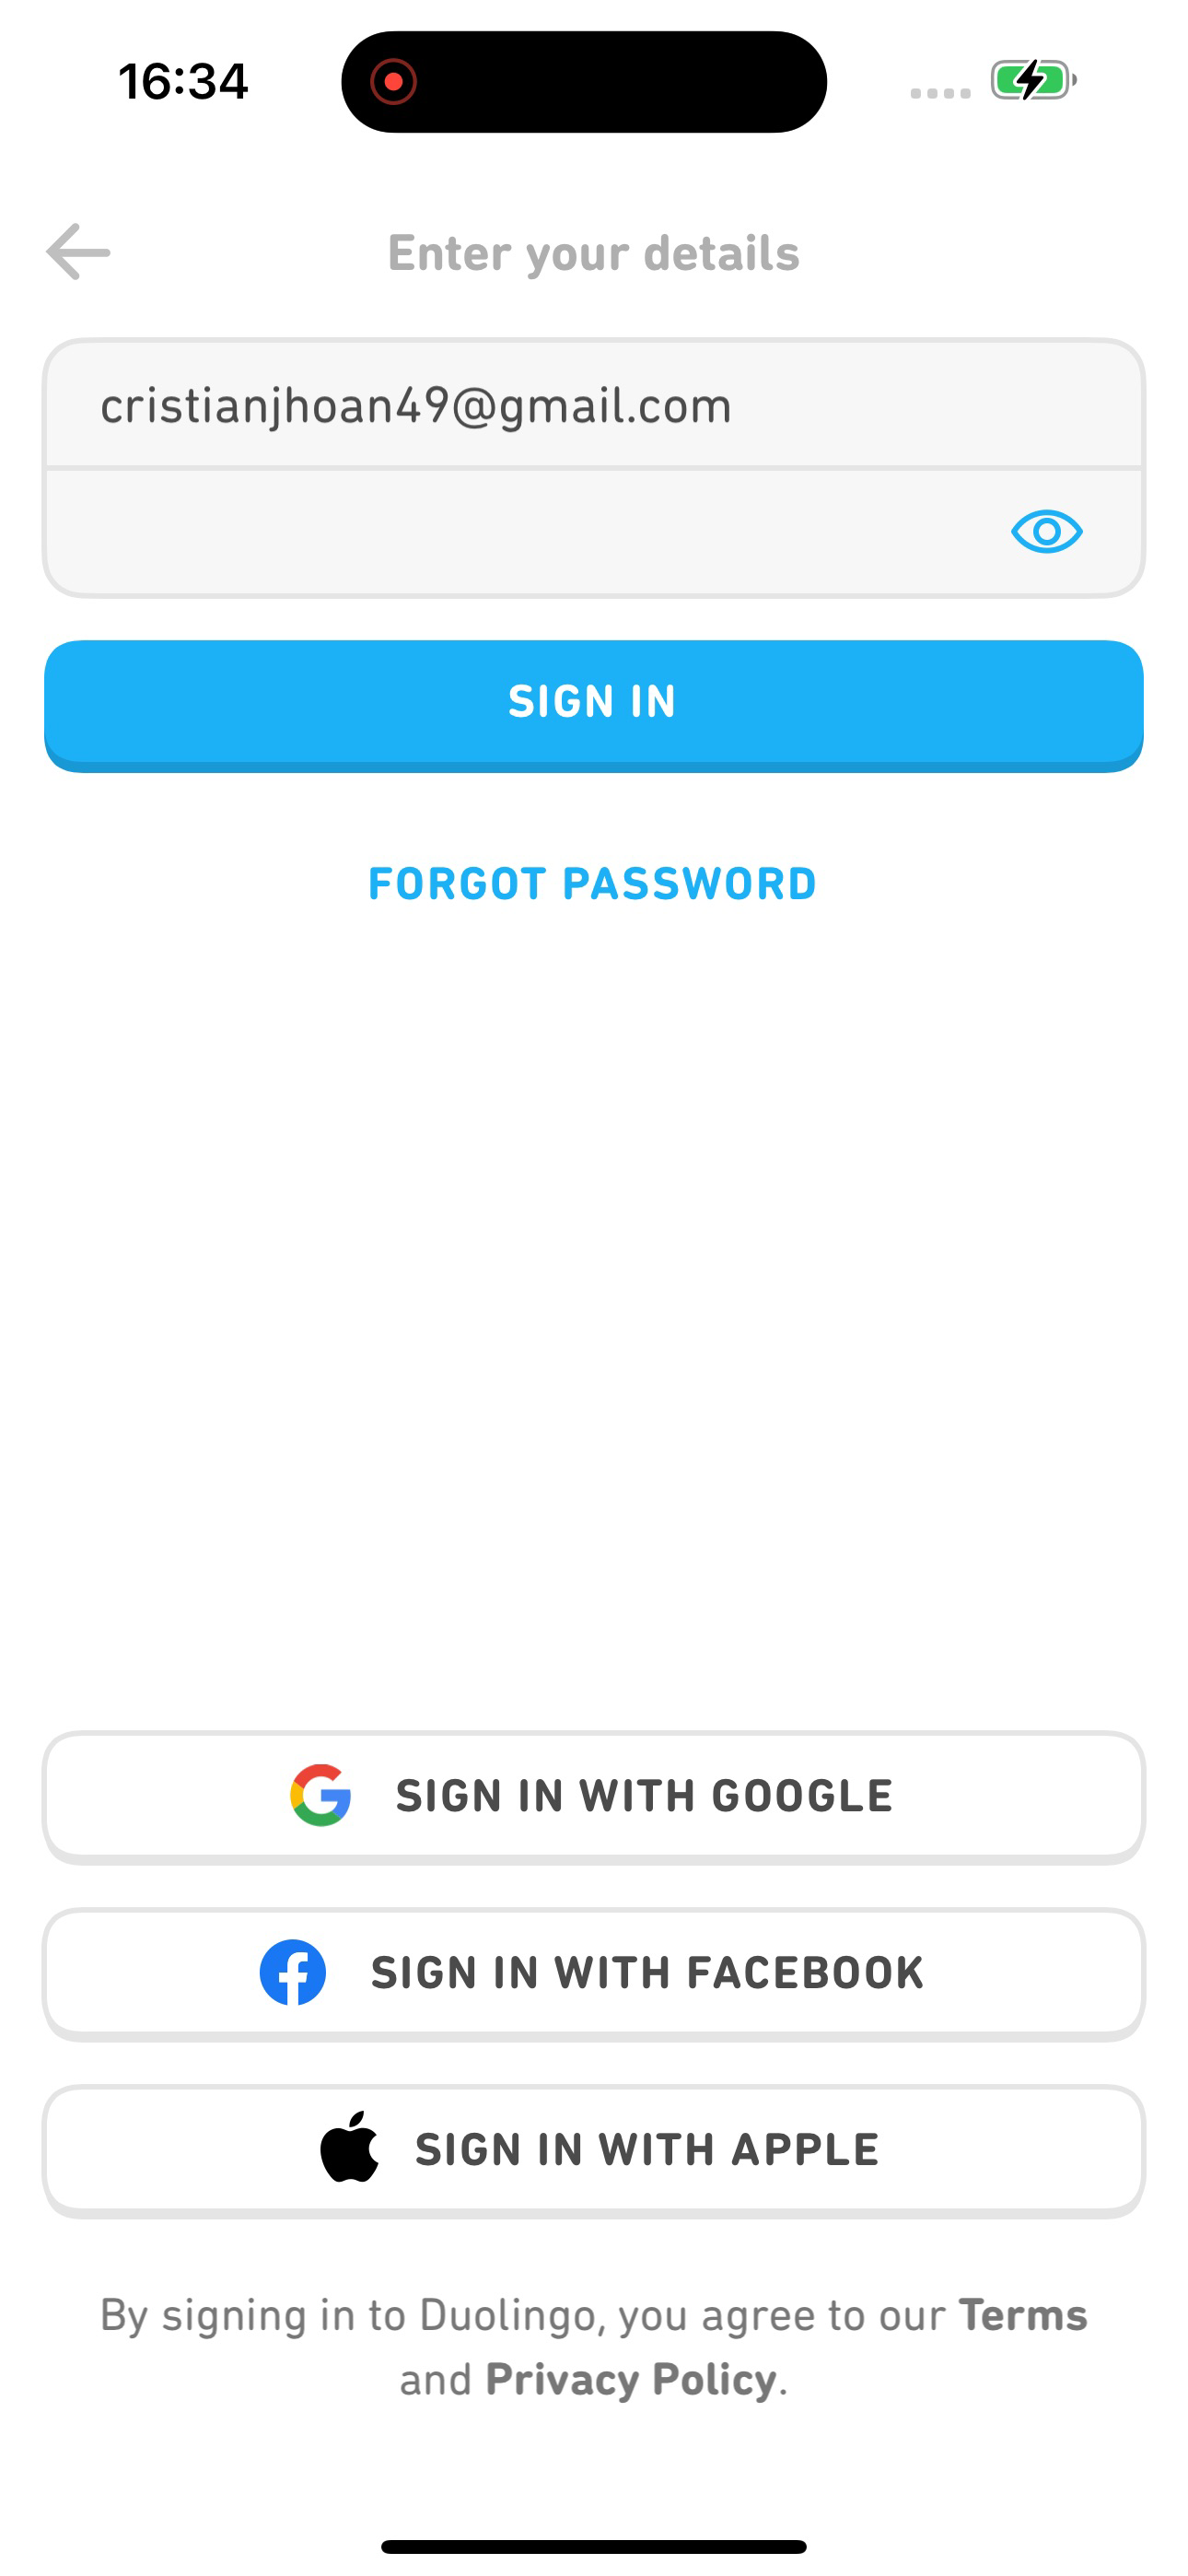 16:34
Enter your details
cristianjhoan49@gmail.com
SIGN IN
FORGOT PASSWORD
SIGN IN WITH GOOGLE
SIGN IN WITH FACEBOOK
SIGN IN WITH APPLE
By signing in to Duolingo, you agree to our Terms
and Privacy Policy.